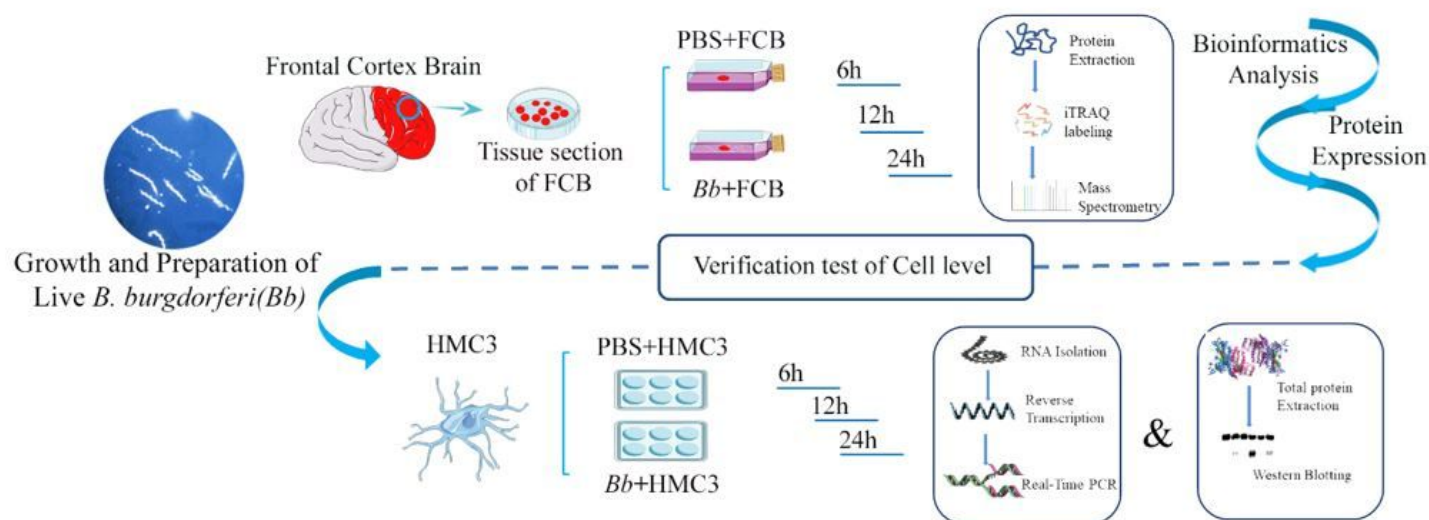 Frontal Cortex Brain
Tissue section
of FCB
Growth and Preparation of
Live B. burgdorferi(Bb)
PBS+FCB
Bb+FCB
6h
12h
24h
Protein
Extraction
iTRAQ
labeling
Mass
Spectrometry
Bioinformatics
Analysis
Protein
Expression
Verification test of Cell level
HMC3
PBS+HMC3
Bb+HMC3
6h
12h
24h
RNA Isolation
Reverse
Transcription
Real-Time PCR
&
Total protein
Extraction
Western Blotting